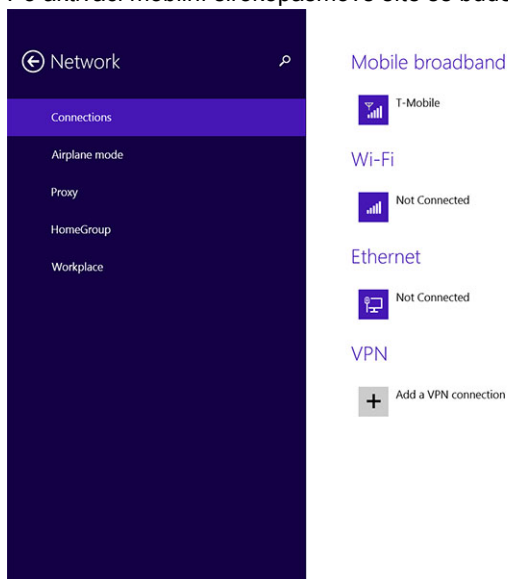 Network
Connections
Airplane mode
Proxy
HomeGroup
Workplace
Mobile broadband
T-Mobile
Wi-Fi
Not Connected
Ethernet
Not Connected
VPN
Add a VPN connection